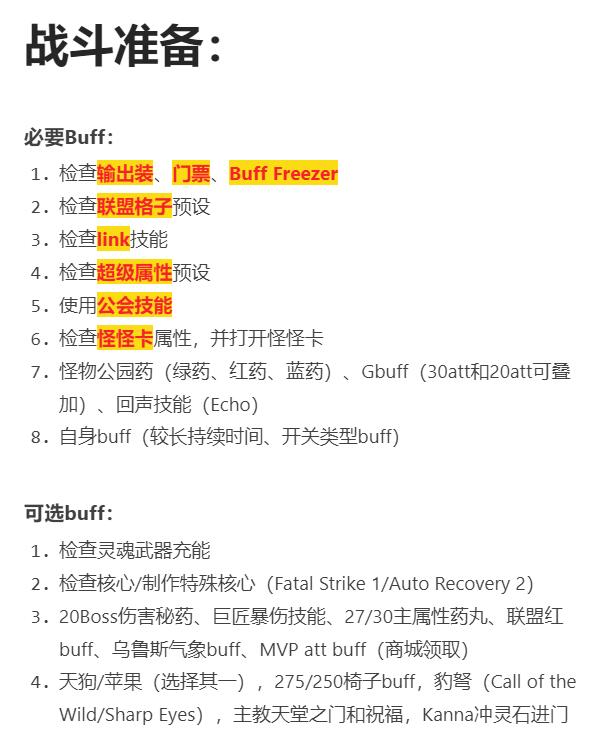 战斗准备：
必要Buff：
1. 检查输出装、门票、Buff Freezer
2. 检查联盟格子预设
3. 检查link技能
4. 检查超级属性预设
5. 使用公会技能
6. 检查怪怪卡属性，并打开怪怪卡
7. 怪物公园药（绿药、红药、蓝药）、Gbuff（30att和20att可叠
加）、回声技能（Echo）
8. 自身buff（较长持续时间、开关类型buff）
可选buff：
1. 检查灵魂武器充能
2. 检查核心/制作特殊核心（Fatal Strike 1/Auto Recovery 2）
3. 20Boss伤害秘药、巨匠暴伤技能、27/30主属性药丸、联盟红
buff、乌鲁斯气象buff、MVP att buff（商城领取）
4. 天狗/苹果（选择其一），275/250椅子buff，豹弩（Call of the
Wild/Sharp Eyes），主教天堂之门和祝福，Kanna冲灵石进门